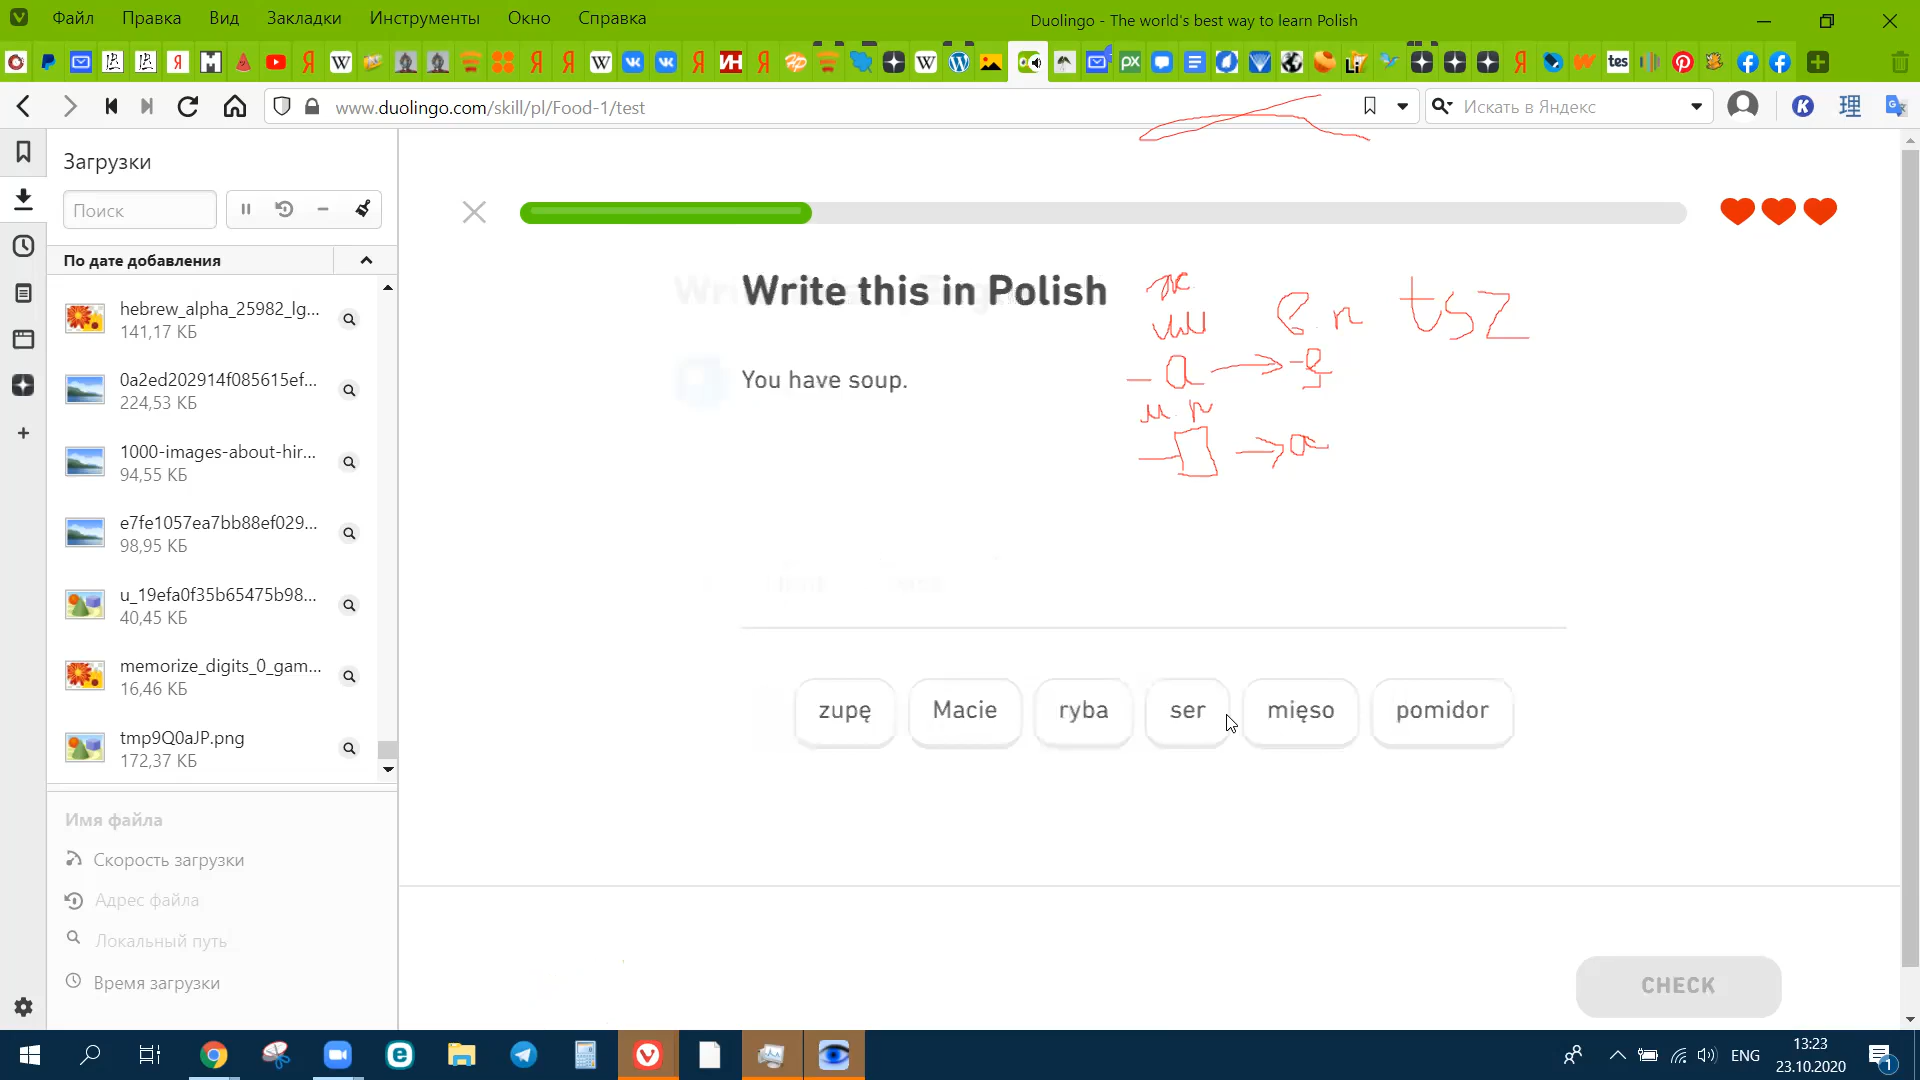 Файл Правка Вид Закладки Инструменты Окно Справка
Duolingo - The world's best way to learn Polish
www.duolingo.com/skill/pl/Food-1/test
Искать в Яндекс
Загрузки
Поиск
По дате добавления
hebrew_alpha_25982_lg...
141,17 КБ
0a2ed202914f085615ef...
224,53 КБ
1000-images-about-hir...
94,55 КБ
e7fe1057ea7bb88ef029...
98,95 КБ
u_19efa0f35b65475b98...
40,45 КБ
memorize_digits_0_gam...
16,46 КБ
tmp9Q0aJP.png
172,37 КБ
Имя файла
Скорость загрузки
Адрес файла
Локальный путь
Время загрузки
Write this in Polish
You have soup.
ж
в.п tsz
-a → -ę
и.п
→ a
zupę Macie ryba ser mięso pomidor
CHECK
ENG
13:23
23.10.2020
1